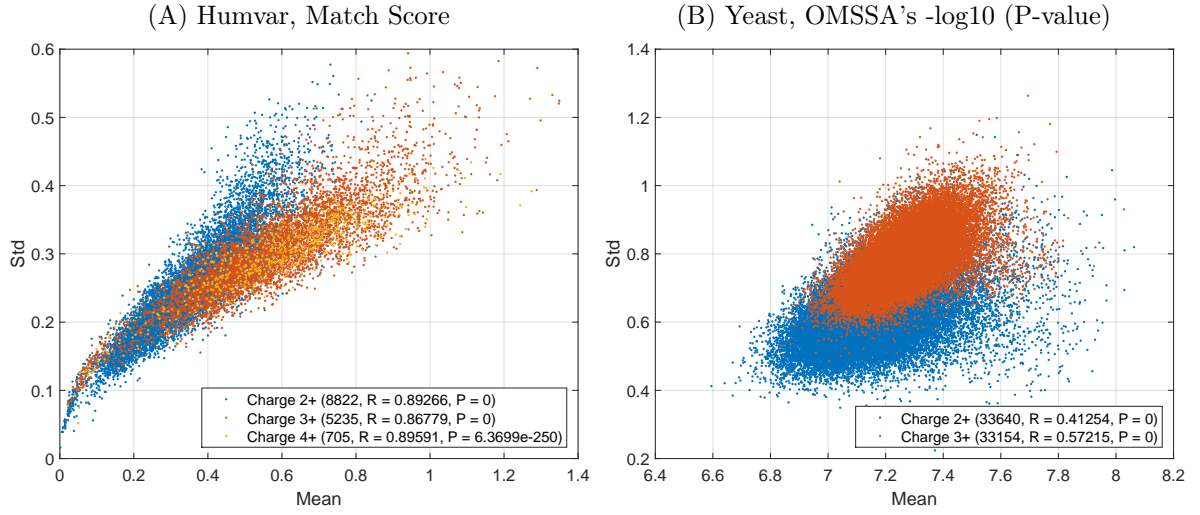 (A) Humvar, Match Score
0.6
0.5
0.4
0.3
0.2
0.1
0
Std
0 0.2 0.4 0.6 0.8 1 1.2 1.4
Mean
Charge 2+ (8822, R = 0.89266, P = 0)
Charge 3+ (5235, R = 0.86779, P = 0)
Charge 4+ (705, R = 0.89591, P = 6.3699e-250)
(B) Yeast, OMSSA's -log10 (P-value)
1.4
1.2
1
0.8
0.6
0.4
0.2
Std
6.4 6.6 6.8 7 7.2 7.4 7.6 7.8 8 8.2
Mean
Charge 2+ (33640, R = 0.41254, P = 0)
Charge 3+ (33154, R = 0.57215, P = 0)